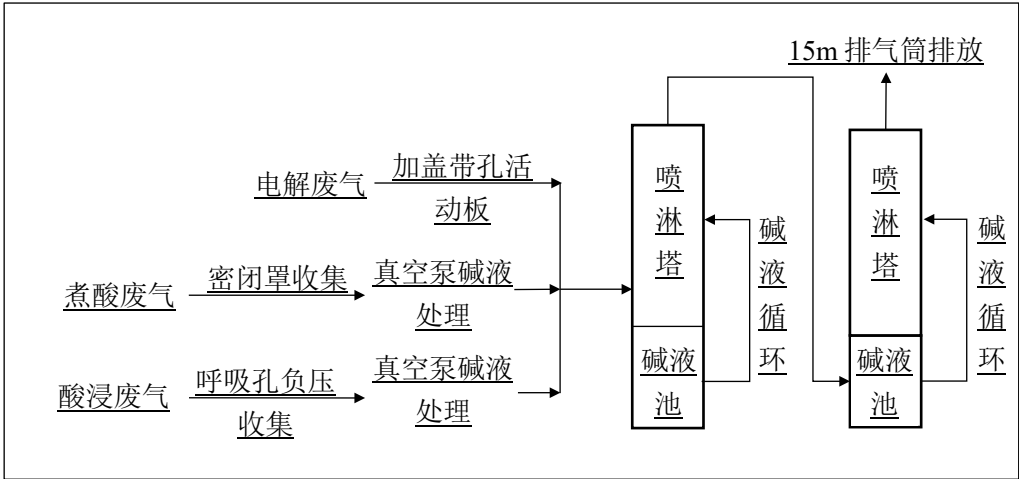 15m 排气筒排放
电解废气
加盖带孔活
动板
煮酸废气
密闭罩收集
真空泵碱液
处理
酸浸废气
呼吸孔负压
收集
真空泵碱液
处理
喷
淋
塔
碱液
池
碱
液
循
环
喷
淋
塔
碱液
池
碱
液
循
环